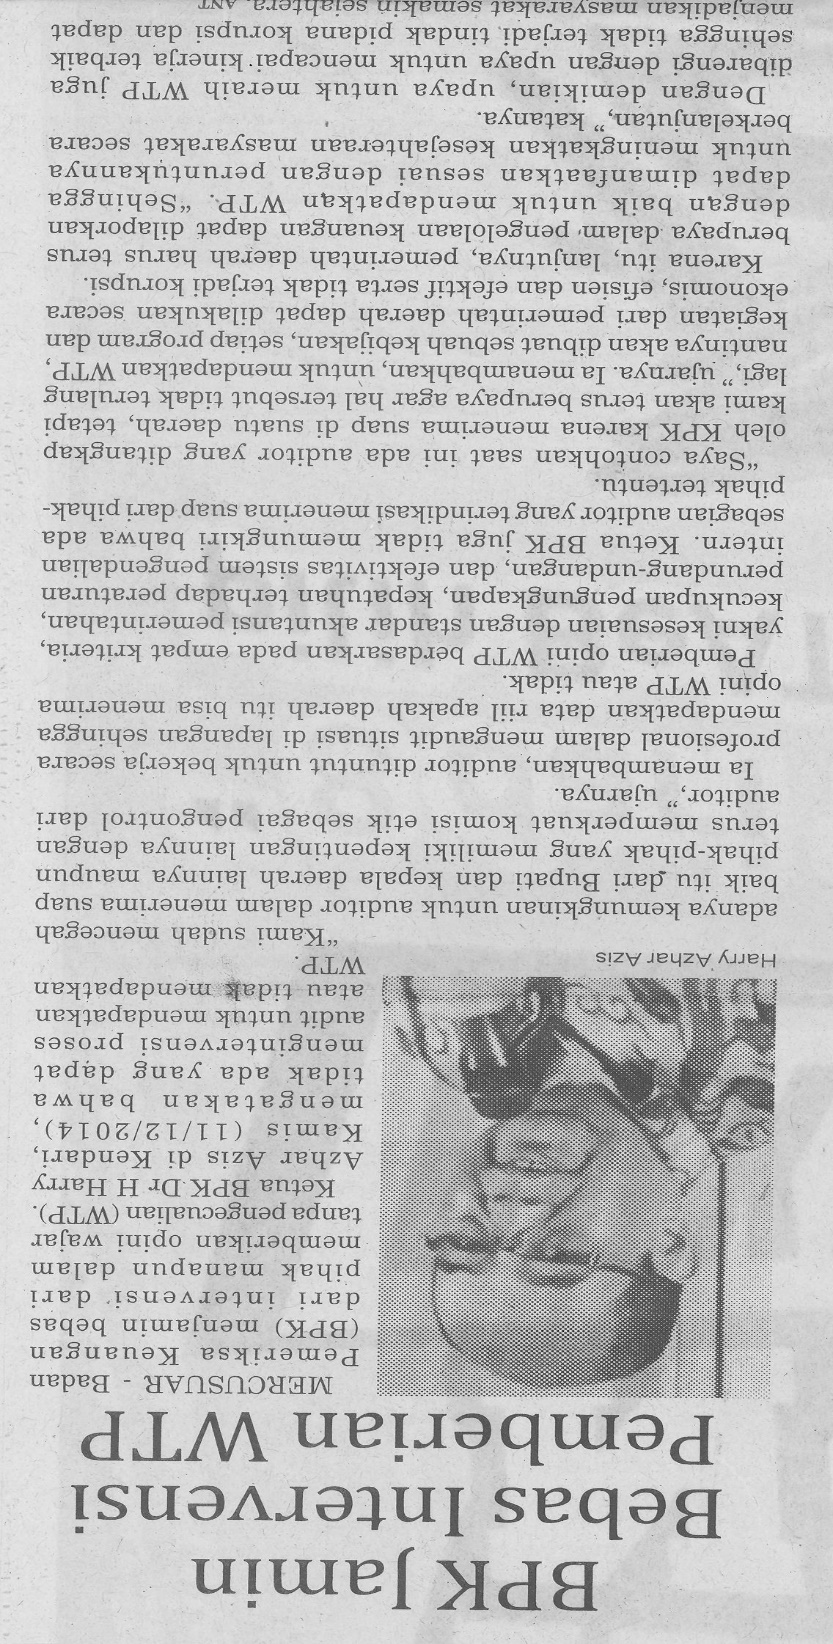 BPK Jamin
Bebas Intervensi
Pemberian WTP
MERCUSUAR - Badan
Pemeriksa Keuangan
(BPK) menjamin bebas
dari intervensi dari
pihak manapun dalam
memberikan opini wajar
tanpa pengecualian (WTP).
Ketua BPK Dr H Harry
Azhar Azis di Kendari,
Kamis (11/12/2014),
mengatakan bahwa
tidak ada yang dapat
mengintervensi proses
audit untuk mendapatkan
atau tidak mendapatkan
WTP.
Harry Azhar Azis
“Kami sudah mencegah
adanya kemungkinan untuk auditor dalam menerima suap
baik itu dari Bupati dan kepala daerah lainnya maupun
pihak-pihak yang memiliki kepentingan lainnya dengan
terus memperkuat komisi etik sebagai pengontrol dari
auditor,” ujarnya.
Ia menambahkan, auditor dituntut untuk bekerja secara
profesional dalam mengaudit situasi di lapangan sehingga
mendapatkan data riil apakah daerah itu bisa menerima
opini WTP atau tidak.
Pemberian opini WTP berdasarkan pada empat kriteria,
yakni kesesuaian dengan standar akuntansi pemerintahan,
kecukupan pengungkapan, kepatuhan terhadap peraturan
perundang-undangan, dan efektivitas sistem pengendalian
intern. Ketua BPK juga tidak memungkiri bahwa ada
sebagian auditor yang terindikasi menerima suap dari pihak-
pihak tertentu.
“Saya contohkan saat ini ada auditor yang ditangkap
oleh KPK karena menerima suap di suatu daerah, tetapi
kami akan terus berupaya agar hal tersebut tidak terulang
lagi,” ujarnya. Ia menambahkan, untuk mendapatkan WTP,
nantinya akan dibuat sebuah kebijakan, setiap program dan
kegiatan dari pemerintah daerah dapat dilakukan secara
ekonomis, efisien dan efektif serta tidak terjadi korupsi.
Karena itu, lanjutnya, pemerintah daerah harus terus
berupaya dalam pengelolaan keuangan dapat dilaporkan
dengan baik untuk mendapatkan WTP. “Sehingga
dapat dimanfaatkan sesuai dengan peruntukannya
untuk meningkatkan kesejahteraan masyarakat secara
berkelanjutan,” katanya.
Dengan demikian, upaya untuk meraih WTP juga
dibarengi dengan upaya untuk mencapai kinerja terbaik
sehingga tidak terjadi tindak pidana korupsi dan dapat
menjadikan masyarakat semakin sejahtera. ANT